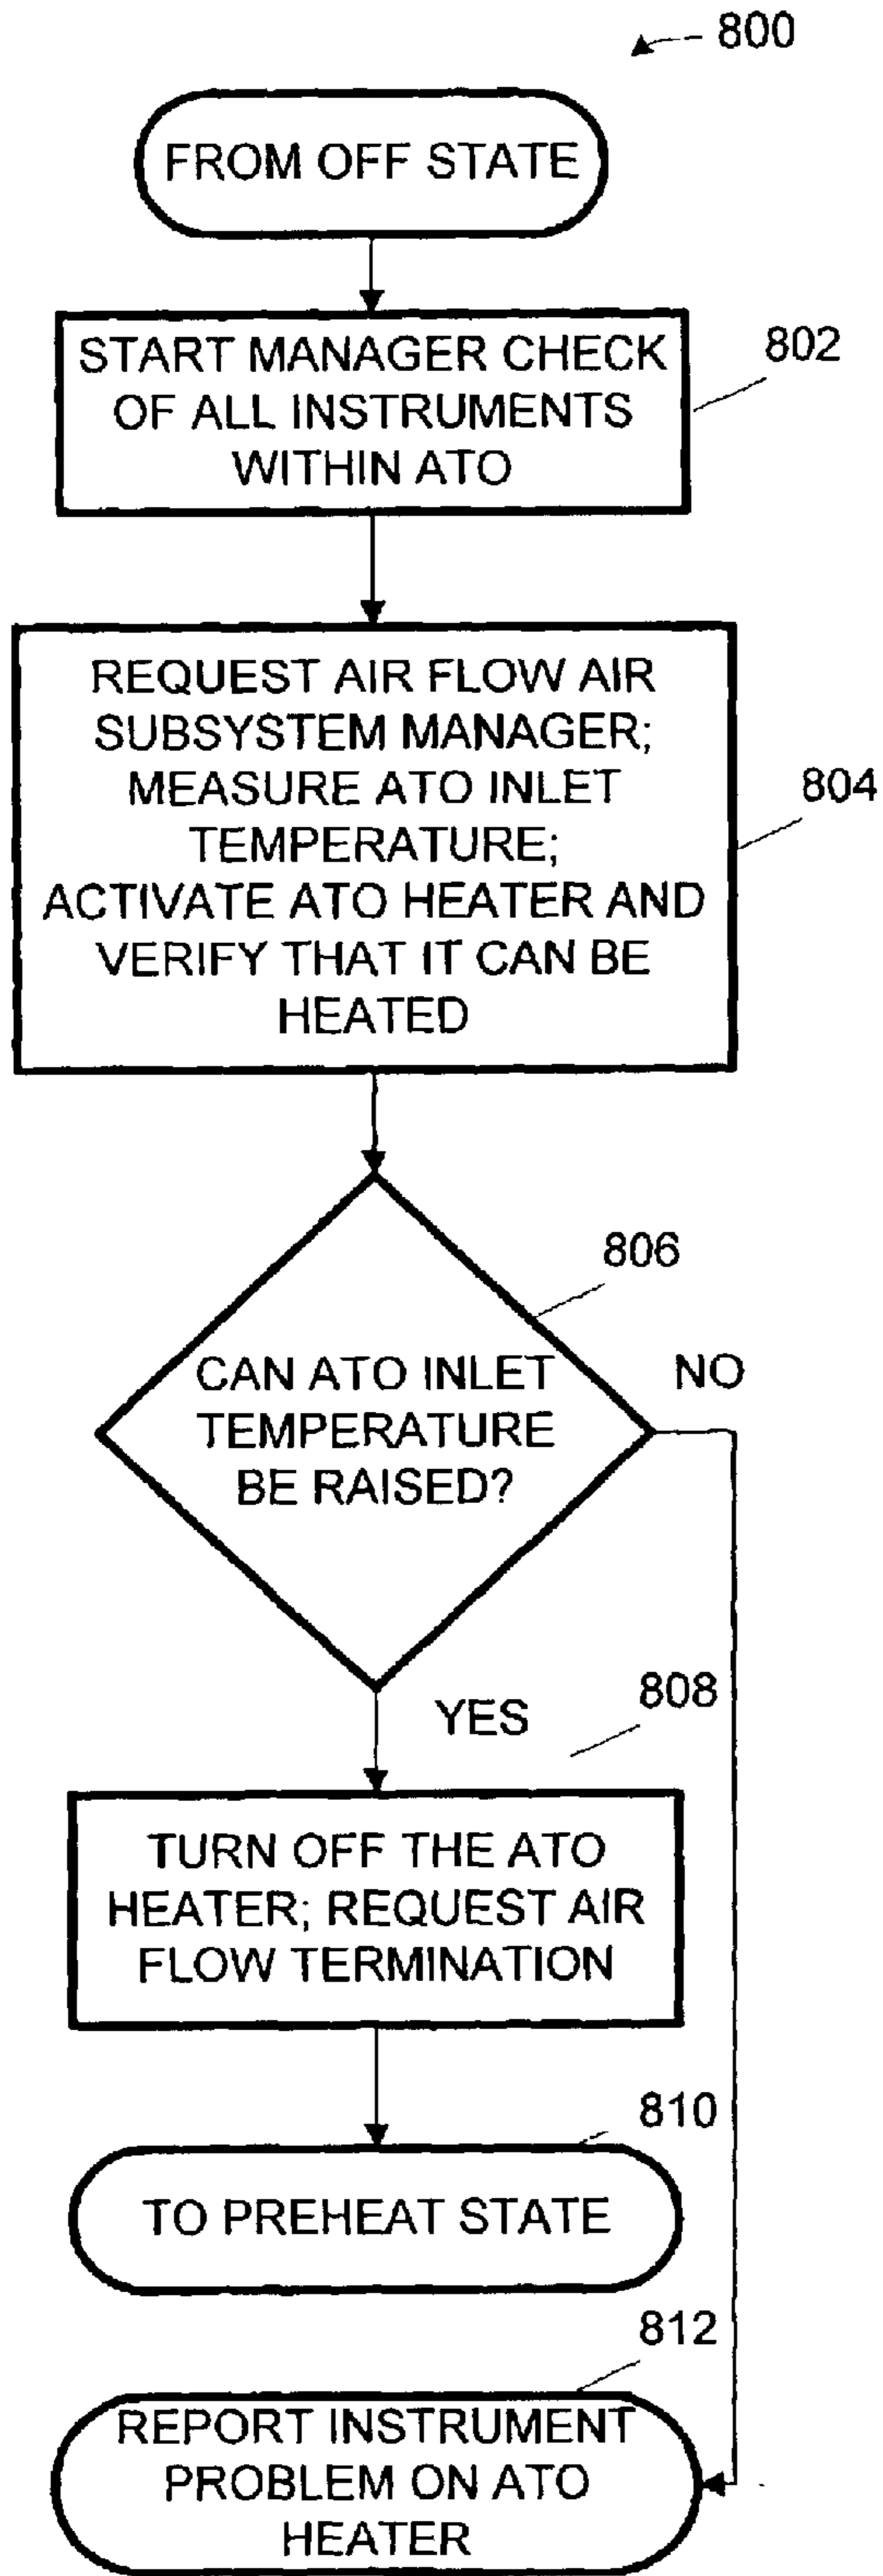 800
FROM OFF STATE
START MANAGER CHECK
OF ALL INSTRUMENTS
WITHIN ATO
802
REQUEST AIR FLOW AIR
SUBSYSTEM MANAGER;
MEASURE ATO INLET
TEMPERATURE;
ACTIVATE ATO HEATER AND
VERIFY THAT IT CAN BE
HEATED
804
806
CAN ATO INLET
TEMPERATURE
BE RAISED?
NO
YES
808
TURN OFF THE ATO
HEATER; REQUEST AIR
FLOW TERMINATION
810
TO PREHEAT STATE
812
REPORT INSTRUMENT
PROBLEM ON ATO
HEATER